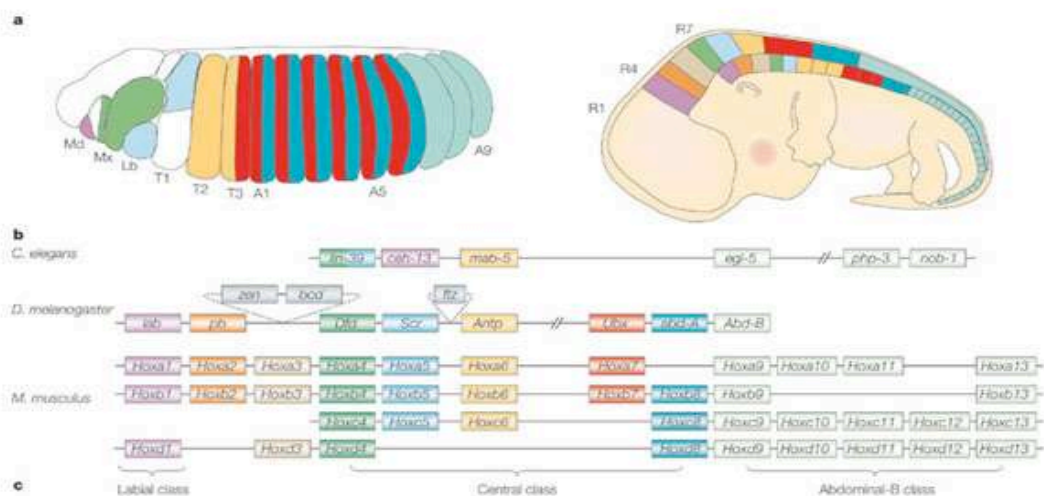 a
R7
R4
R1
Md
Mx
Lb
T1
T2
T3
A1
A5
A9
b
C. elegans
lin-39 ceh-13 mab-5 egl-5 // php-3 nob-1
zen bcd ftz
D. melanogaster
lab pb Dfd Scr Antp // Ubx abd-A Abd-B
Hoxa1 Hoxa2 Hoxa3 Hoxa4 Hoxa5 Hoxa6 Hoxa7 Hoxa9 Hoxa10 Hoxa11 Hoxa13
M. musculus
Hoxb1 Hoxb2 Hoxb3 Hoxb4 Hoxb5 Hoxb6 Hoxb7 Hoxb8 Hoxb9 Hoxb13
Hoxc4 Hoxc5 Hoxc6 Hoxc8 Hoxc9 Hoxc10 Hoxc11 Hoxc12 Hoxc13
Hoxd1 Hoxd3 Hoxd4 Hoxd8 Hoxd9 Hoxd10 Hoxd11 Hoxd12 Hoxd13
c
Labial class Central class Abdominal-B class